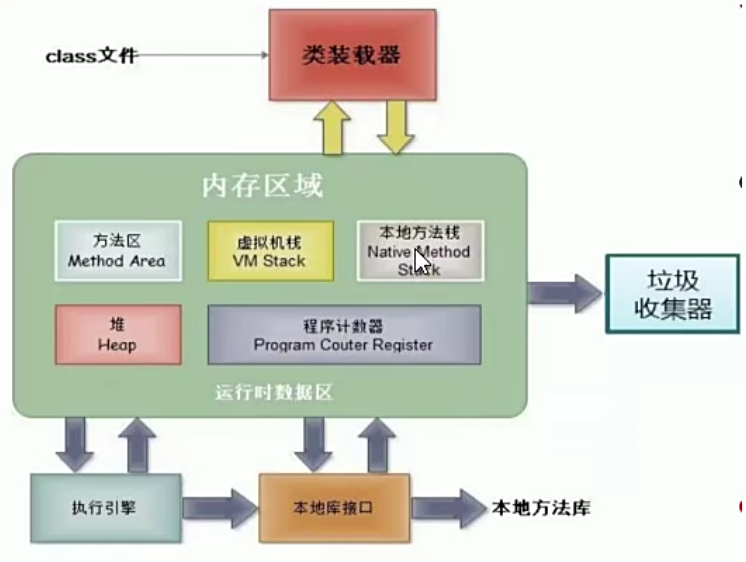 class文件
类装载器
内存区域
方法区
Method Area
虚拟机栈
VM Stack
本地方法栈
Native Method
Stack
堆
Heap
程序计数器
Program Couter Register
运行时数据区
垃圾
收集器
执行引擎
本地库接口
本地方法库